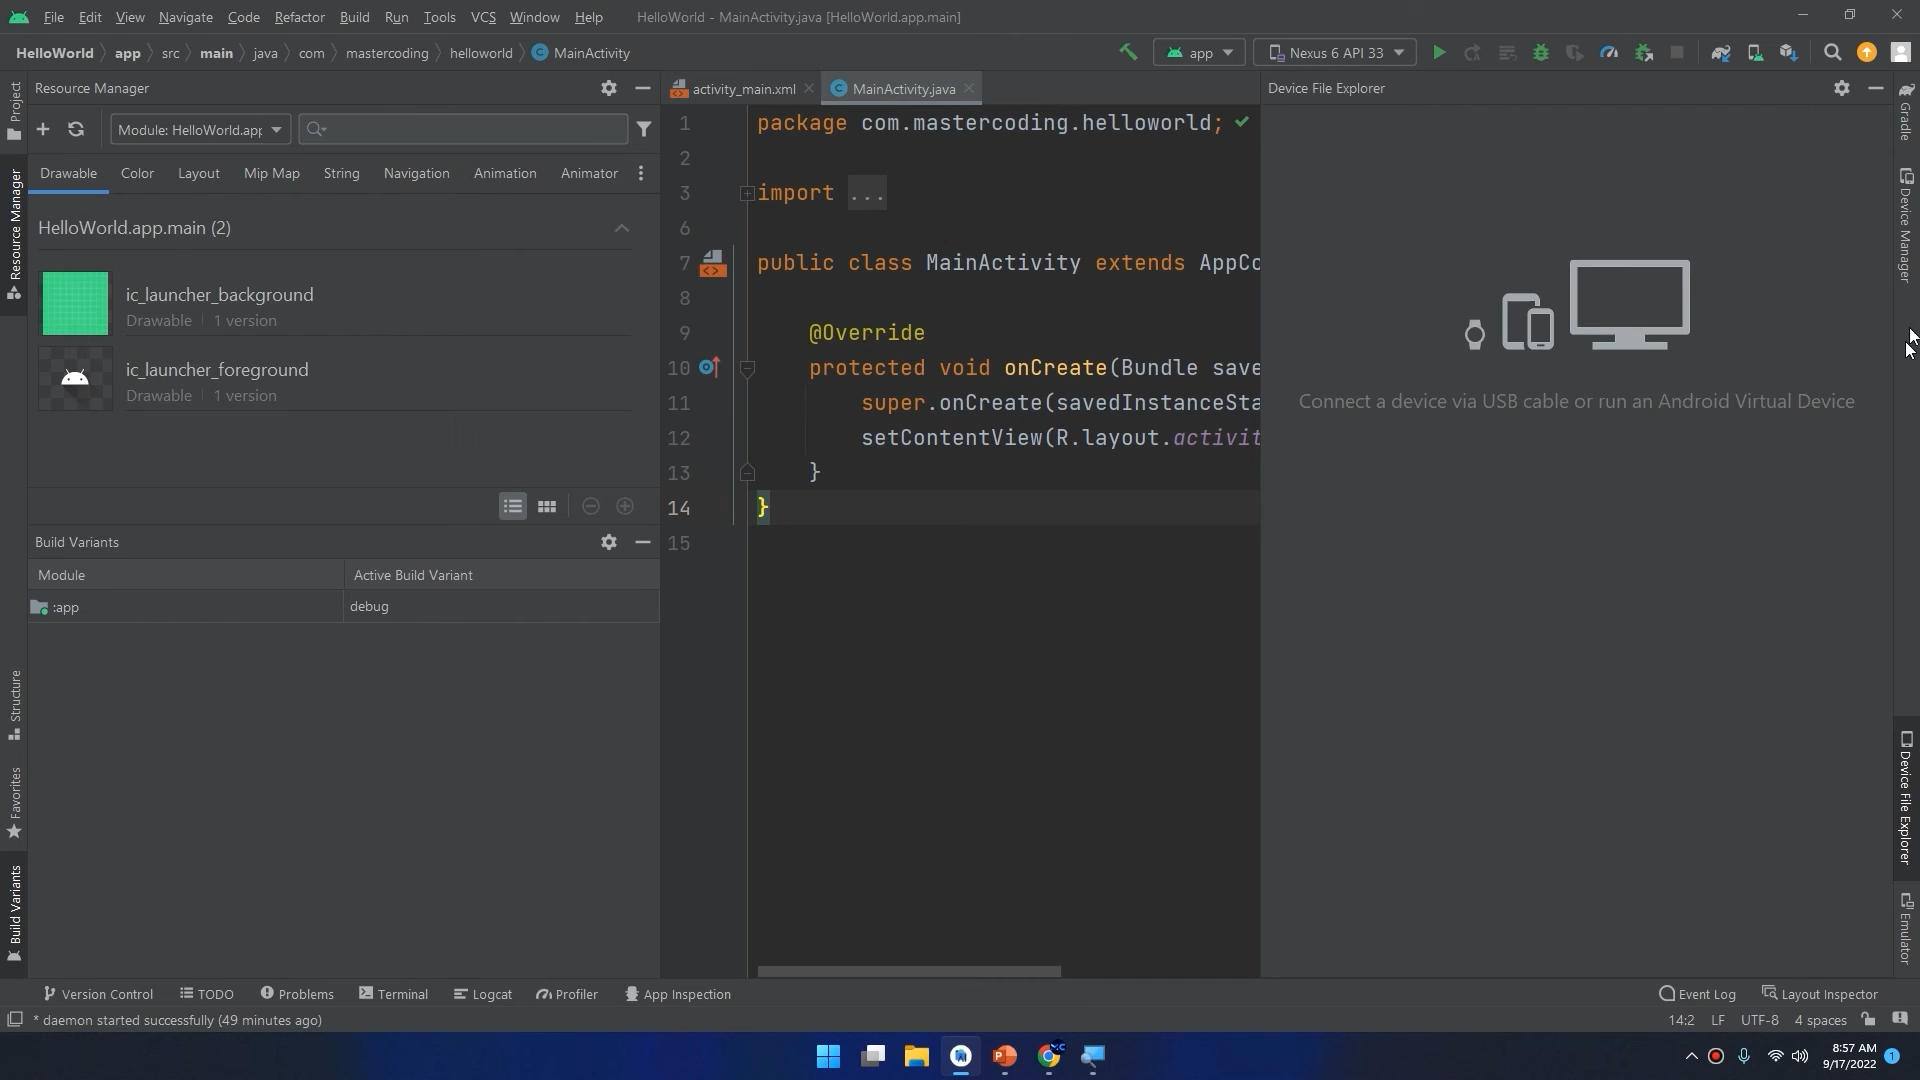 File Edit View Navigate Code Refactor Build Run Tools VCS Window Help HelloWorld - MainActivity.java [HelloWorld.app.main]
HelloWorld app src main java com mastercoding helloworld MainActivity
app Nexus 6 API 33
Project
Resource Manager
Structure
Favorites
Build Variants
Resource Manager
Module: HelloWorld.app
Drawable Color Layout Mip Map String Navigation Animation Animator
HelloWorld.app.main (2)
ic_launcher_background
Drawable 1 version
ic_launcher_foreground
Drawable 1 version
Build Variants
Module Active Build Variant
:app debug
activity_main.xml MainActivity.java
1 package com.mastercoding.helloworld;
2
3 import ...
6
7 public class MainActivity extends AppCo
8
9 @Override
10 protected void onCreate(Bundle save
11 super.onCreate(savedInstanceSta
12 setContentView(R.layout.activit
13 }
14 }
15
Device File Explorer
Connect a device via USB cable or run an Android Virtual Device
Gradle
Device Manager
Device File Explorer
Emulator
Version Control TODO Problems Terminal Logcat Profiler App Inspection Event Log Layout Inspector
* daemon started successfully (49 minutes ago) 14:2 LF UTF-8 4 spaces
8:57 AM
9/17/2022
1